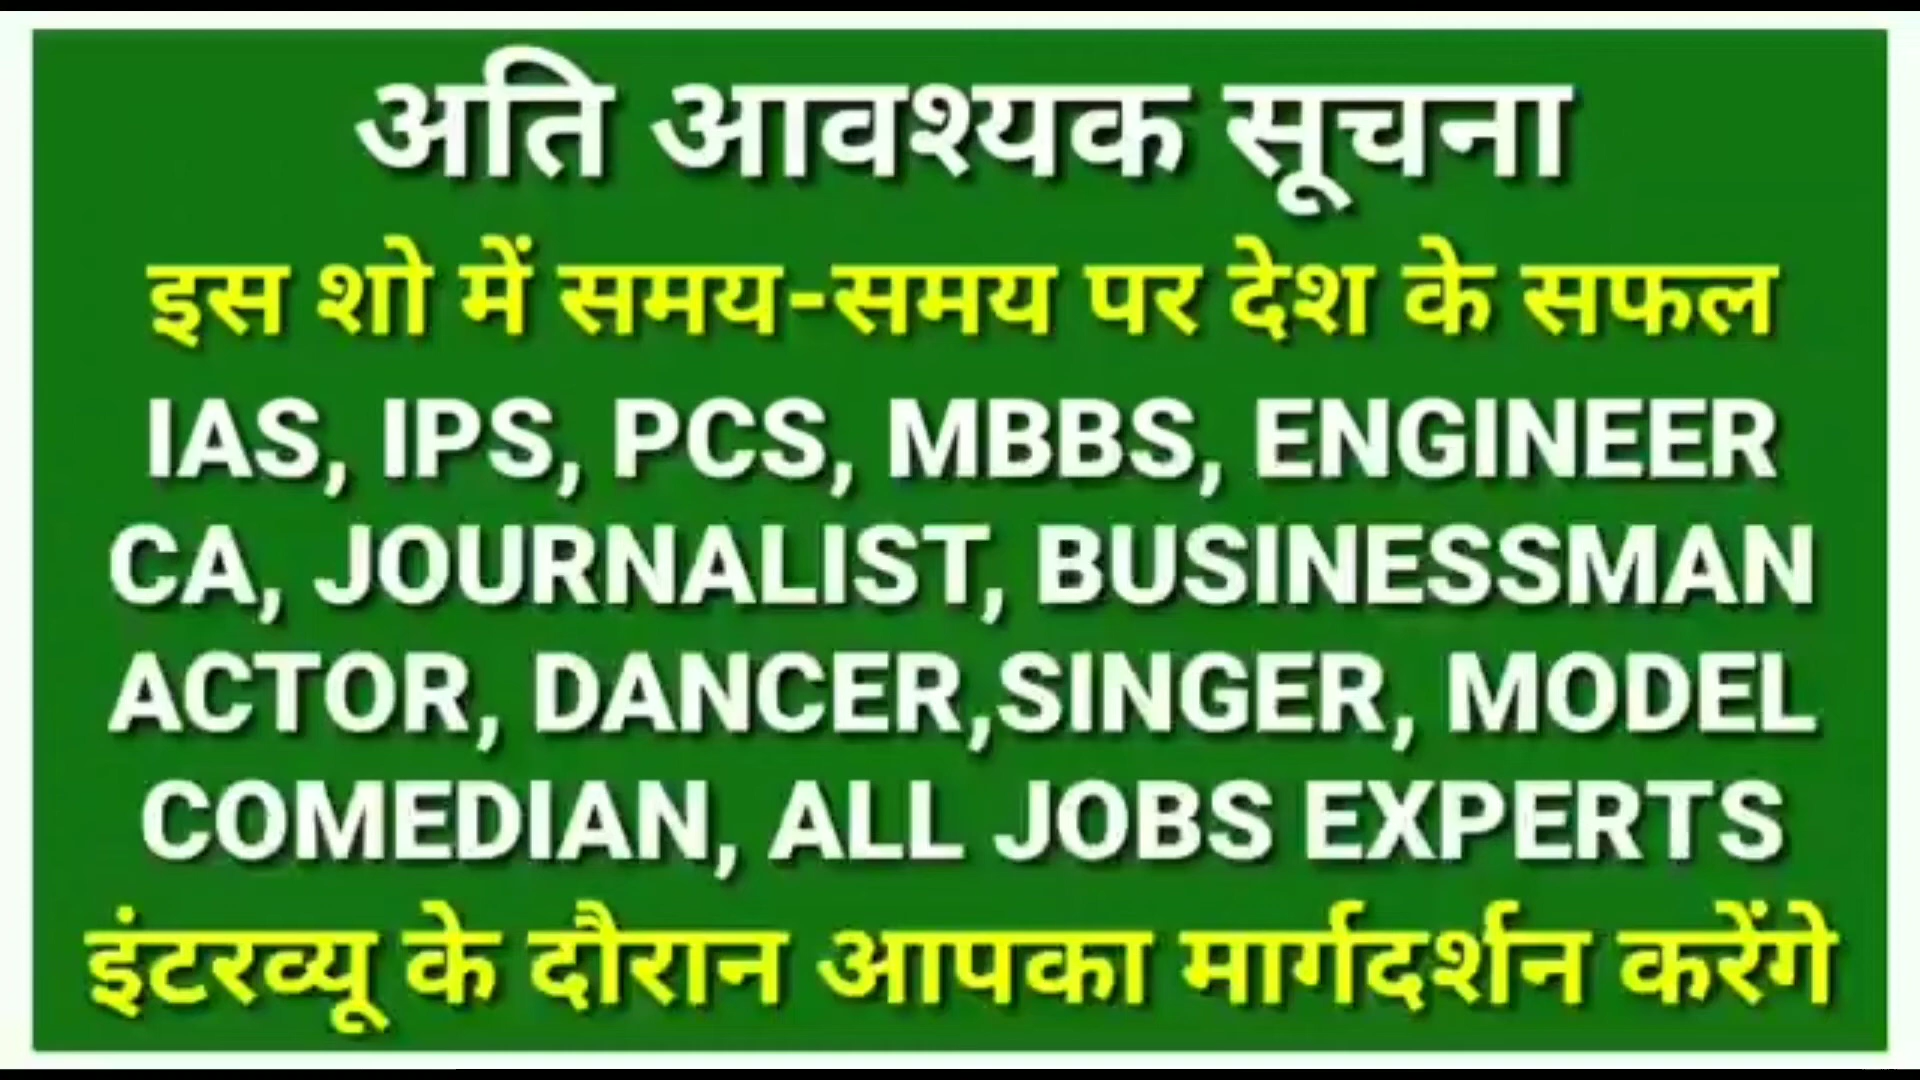 अति आवश्यक सूचना
इस शो में समय-समय पर देश के सफल
IAS, IPS, PCS, MBBS, ENGINEER
CA, JOURNALIST, BUSINESSMAN
ACTOR, DANCER,SINGER, MODEL
COMEDIAN, ALL JOBS EXPERTS
इंटरव्यू के दौरान आपका मार्गदर्शन करेंगे